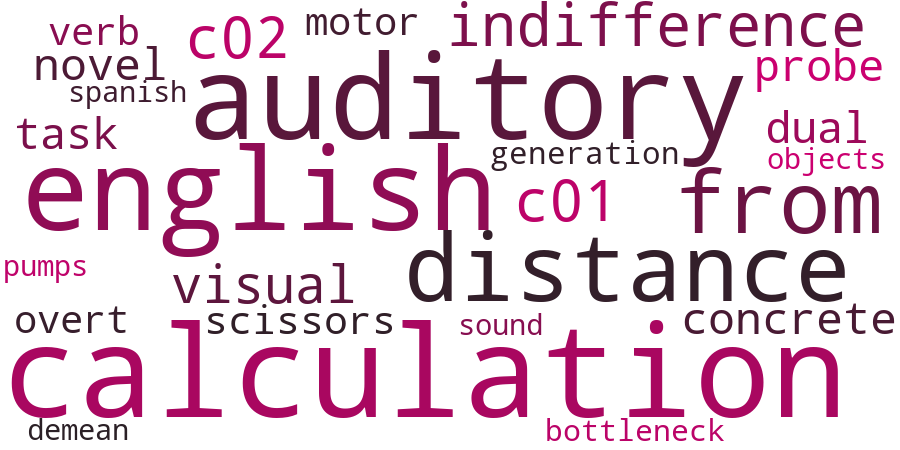 verb
c02
motor
indifference
novel
spanish
auditory
probe
task
english
generation
dual
objects
c01
from
distance
pumps
visual
overt
scissors
sound
concrete
calculation
demean
bottleneck